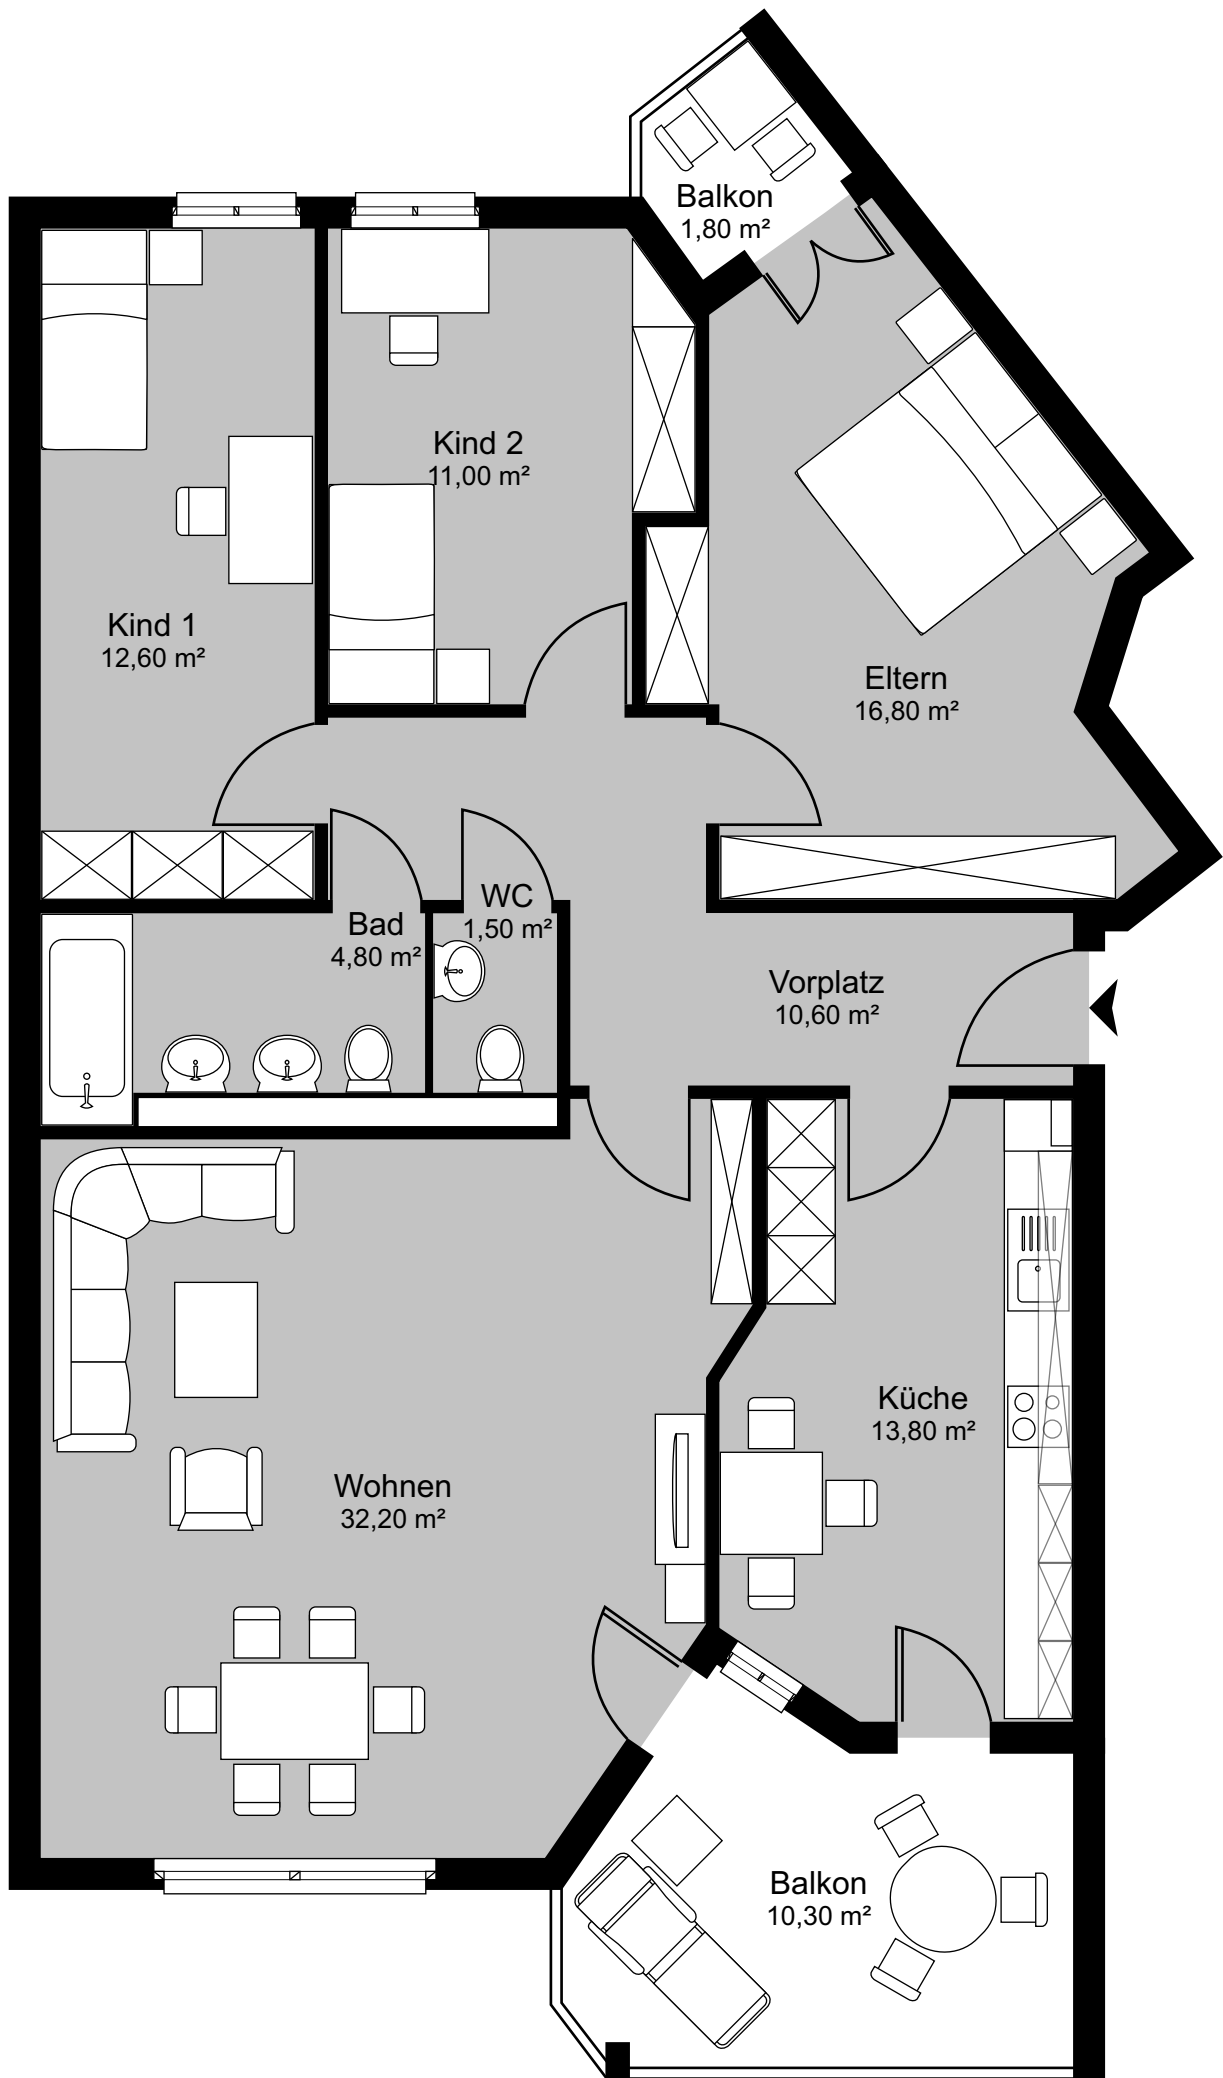 Balkon
1,80 m²
Kind 2
11,00 m²
Kind 1
12,60 m²
Eltern
16,80 m²
WC
1,50 m²
Bad
4,80 m²
Vorplatz
10,60 m²
Küche
13,80 m²
Wohnen
32,20 m²
Balkon
10,30 m²